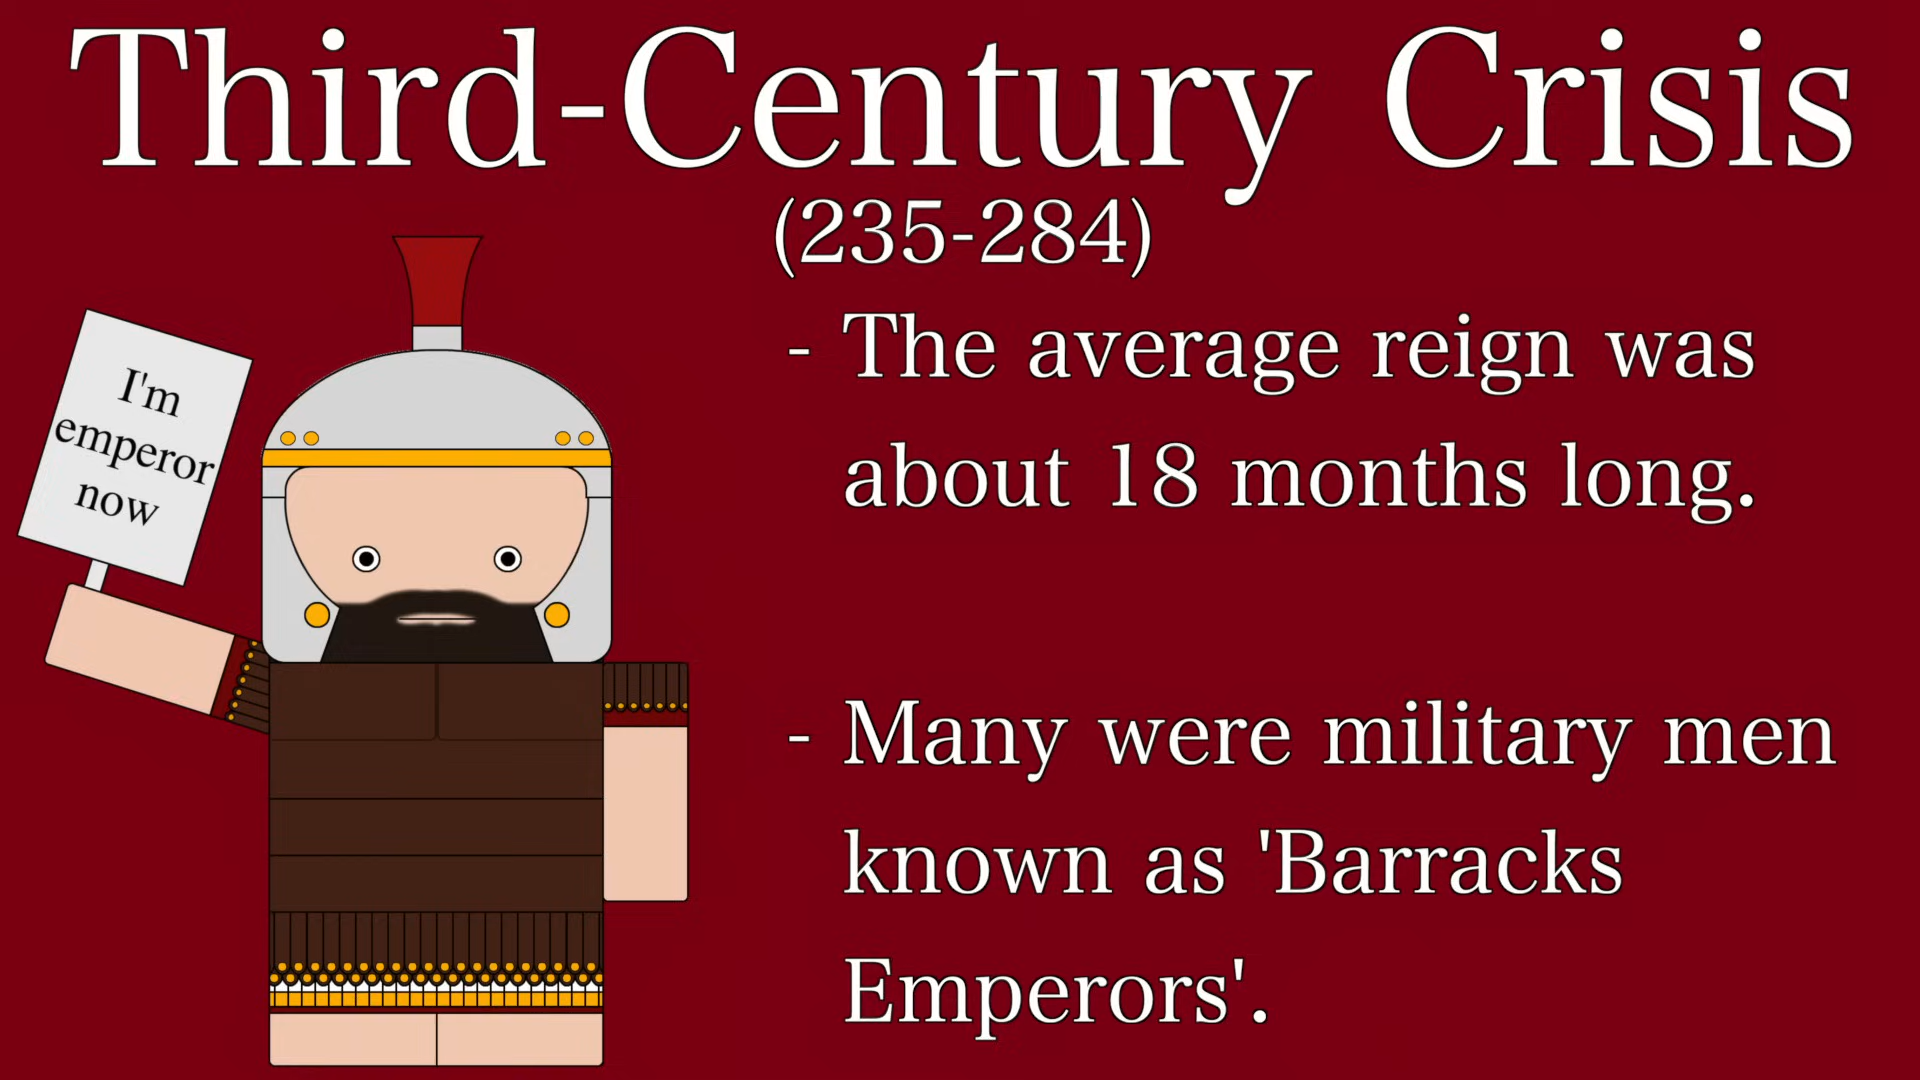 Third-Century Crisis
(235-284)
I'm
emperor
now
- The average reign was
about 18 months long.
- Many were military men
known as 'Barracks
Emperors'.